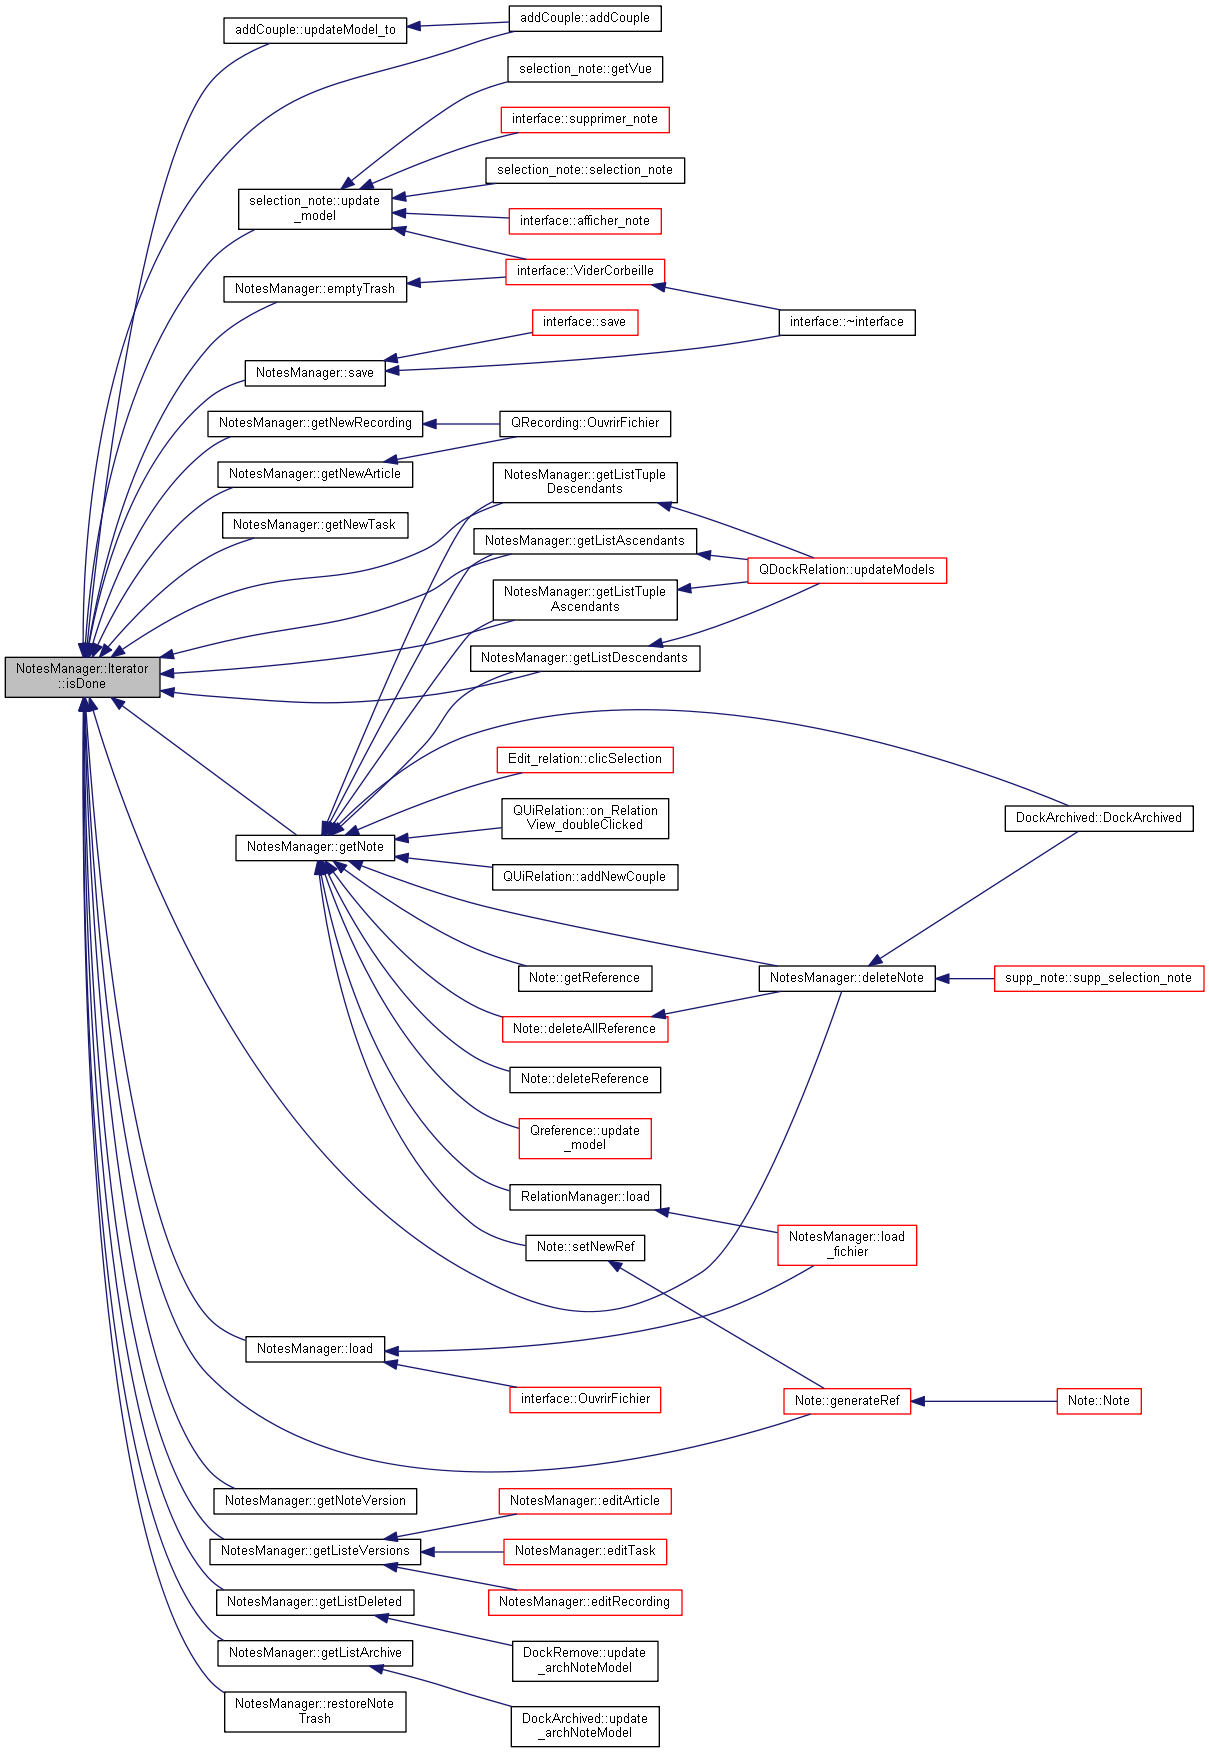 addCouple::updateModel_to
addCouple::addCouple
selection_note::getVue
interface::supprimer_note
selection_note::selection_note
selection_note::update
_model
interface::afficher_note
interface::ViderCorbeille
NotesManager::emptyTrash
interface::save
interface::~interface
NotesManager::save
NotesManager::getNewRecording
QRecording::OuvrirFichier
NotesManager::getNewArticle
NotesManager::getListTuple
Descendants
NotesManager::getNewTask
NotesManager::getListAscendants
QDockRelation::updateModels
NotesManager::getListTuple
Ascendants
NotesManager::getListDescendants
NotesManager::Iterator
::isDone
Edit_relation::clicSelection
QUiRelation::on_Relation
View_doubleClicked
DockArchived::DockArchived
NotesManager::getNote
QUiRelation::addNewCouple
Note::getReference
NotesManager::deleteNote
supp_note::supp_selection_note
Note::deleteAllReference
Note::deleteReference
Qreference::update
_model
RelationManager::load
Note::setNewRef
NotesManager::load
_fichier
NotesManager::load
interface::OuvrirFichier
Note::generateRef
Note::Note
NotesManager::getNoteVersion
NotesManager::editArticle
NotesManager::getListeVersions
NotesManager::editTask
NotesManager::editRecording
NotesManager::getListDeleted
NotesManager::getListArchive
DockRemove::update
_archNoteModel
NotesManager::restoreNote
Trash
DockArchived::update
_archNoteModel